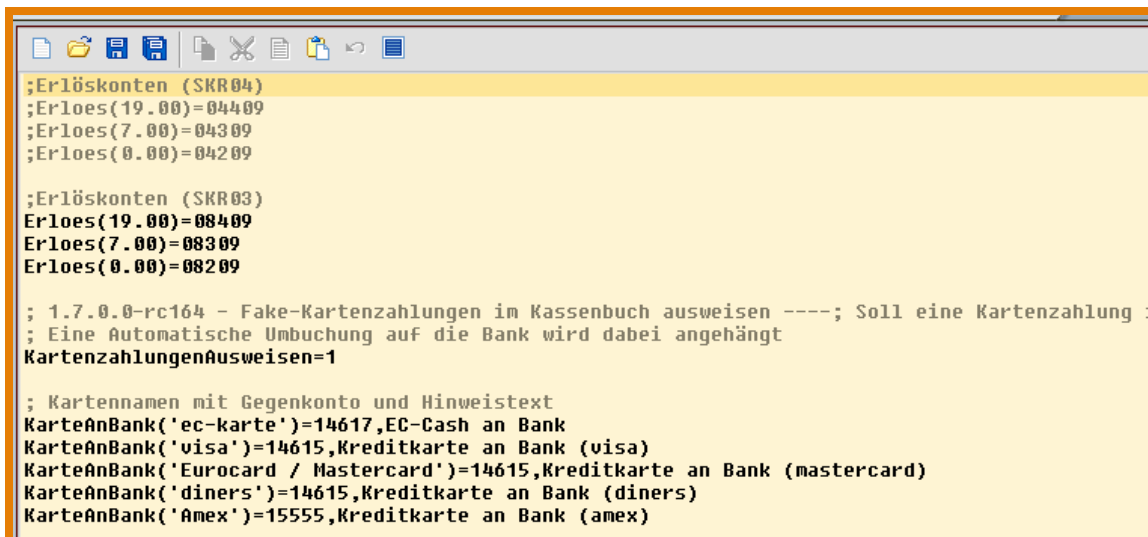 ;Erlöskonten (SKR04)
;Erloes(19.00)=04409
;Erloes(7.00)=04309
;Erloes(0.00)=04209
;Erlöskonten (SKR03)
Erloes(19.00)=08409
Erloes(7.00)=08309
Erloes(0.00)=08209
; 1.7.0.0-rc164 - Fake-Kartenzahlungen im Kassenbuch ausweisen ----; Soll eine Kartenzahlung
; Eine Automatische Umbuchung auf die Bank wird dabei angehängt
KartenzahlungenAusweisen=1
; Kartennamen mit Gegenkonto und Hinweistext
KarteAnBank('ec-karte')=14617,EC-Cash an Bank
KarteAnBank('visa')=14615,Kreditkarte an Bank (visa)
KarteAnBank('Eurocard / Mastercard')=14615,Kreditkarte an Bank (mastercard)
KarteAnBank('diners')=14615,Kreditkarte an Bank (diners)
KarteAnBank('Amex')=15555,Kreditkarte an Bank (amex)